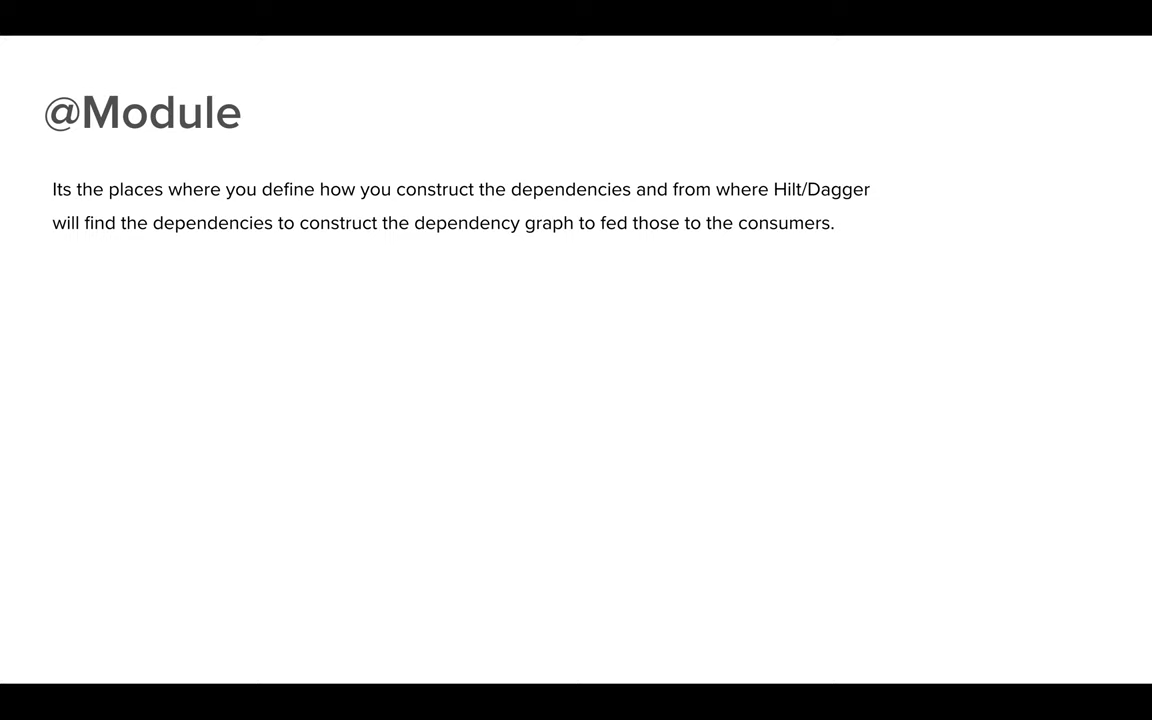 @Module
Its the places where you define how you construct the dependencies and from where Hilt/Dagger
will find the dependencies to construct the dependency graph to fed those to the consumers.